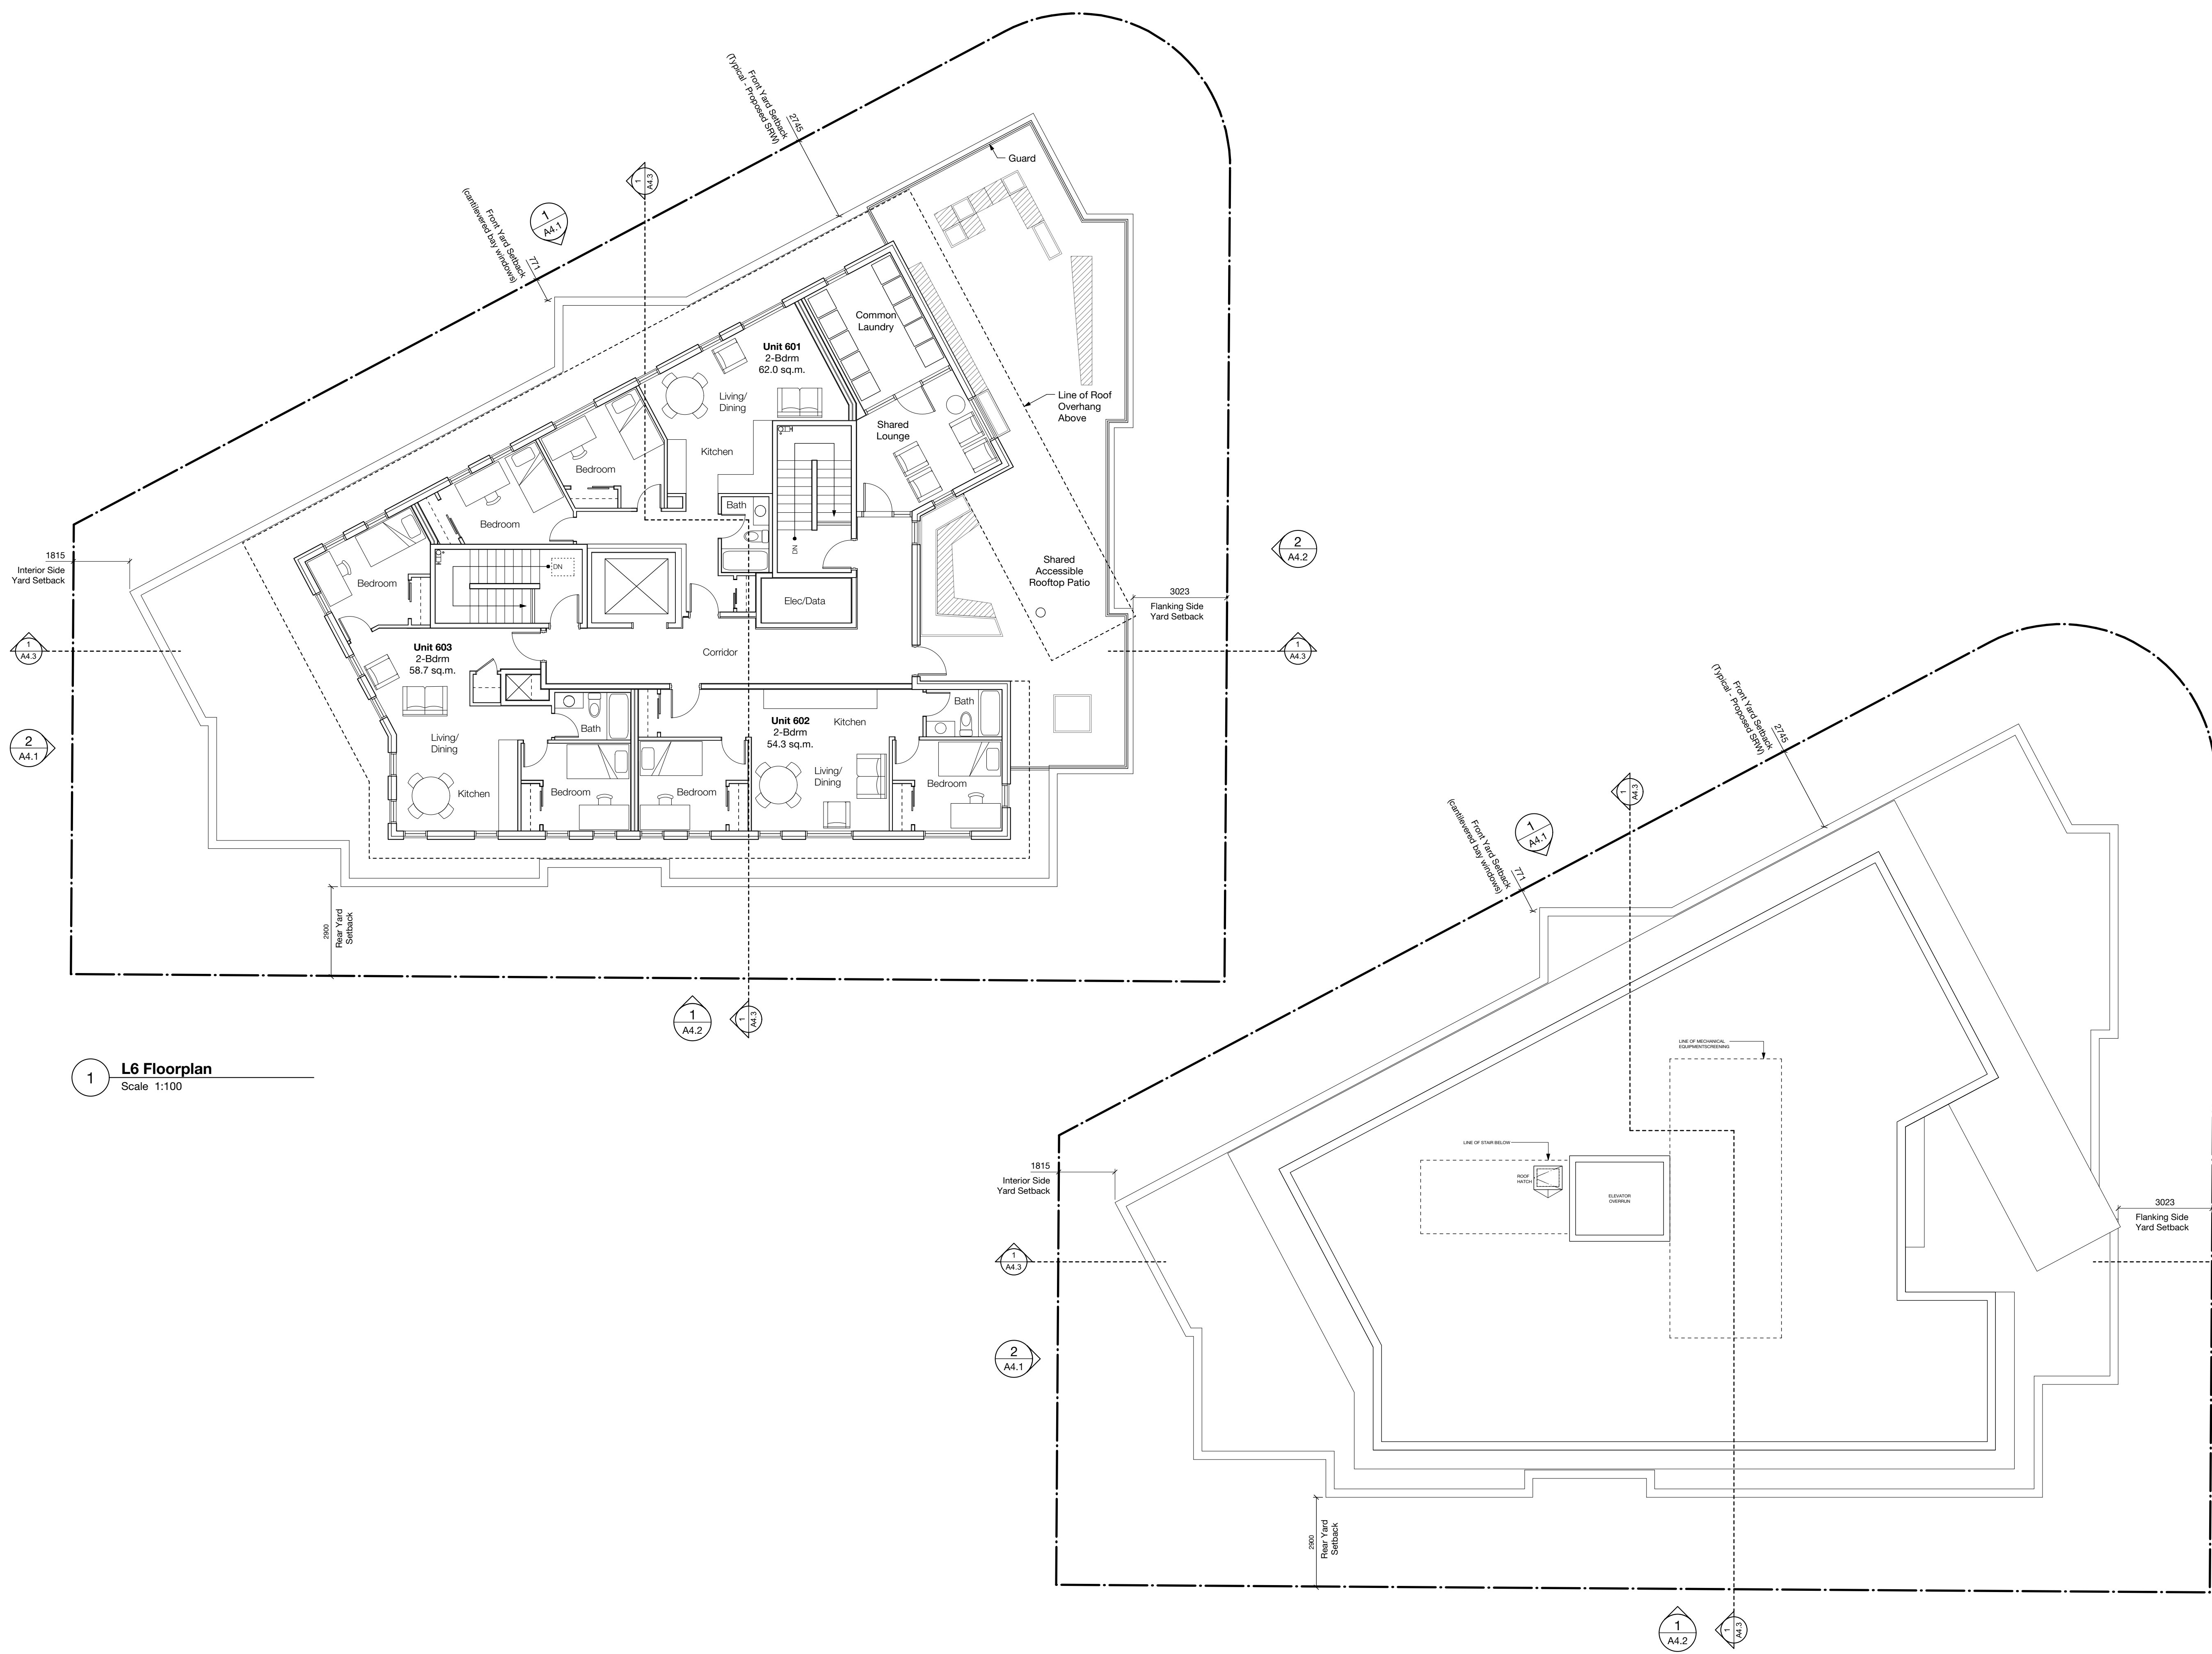 Front Yard Setback
(Typical - Proposed SRW)
2745
Guard
1
A4.3
Front Yard Setback
(cantilevered bay windows)
771
1
A4.1
Common
Laundry
Unit 601
2-Bdrm
62.0 sq.m.
Living/
Dining
Line of Roof
Overhang
Above
Shared
Lounge
Kitchen
Bedroom
Bath
Bedroom
DN
DN
1815
Interior Side
Yard Setback
Bedroom
Shared
Accessible
Rooftop Patio
2
A4.2
Elec/Data
3023
Flanking Side
Yard Setback
1
A4.3
Unit 603
2-Bdrm
58.7 sq.m.
Corridor
1
A4.3
Bath
Unit 602
2-Bdrm
54.3 sq.m.
Kitchen
Bath
Living/
Dining
2
A4.1
Living/
Dining
Kitchen
Bedroom
Bedroom
Bedroom
2900
Rear Yard
Setback
1
A4.2
1
A4.3
1
L6 Floorplan
Scale 1:100
Front Yard Setback
(Typical - Proposed SRW)
2745
1
A4.3
Front Yard Setback
(cantilevered bay windows)
771
1
A4.1
LINE OF MECHANICAL
EQUIPMENTSCREENING
LINE OF STAIR BELOW
1815
Interior Side
Yard Setback
ROOF
HATCH
ELEVATOR
OVERRUN
3023
Flanking Side
Yard Setback
1
A4.3
2
A4.1
2900
Rear Yard
Setback
1
A4.2
1
A4.3